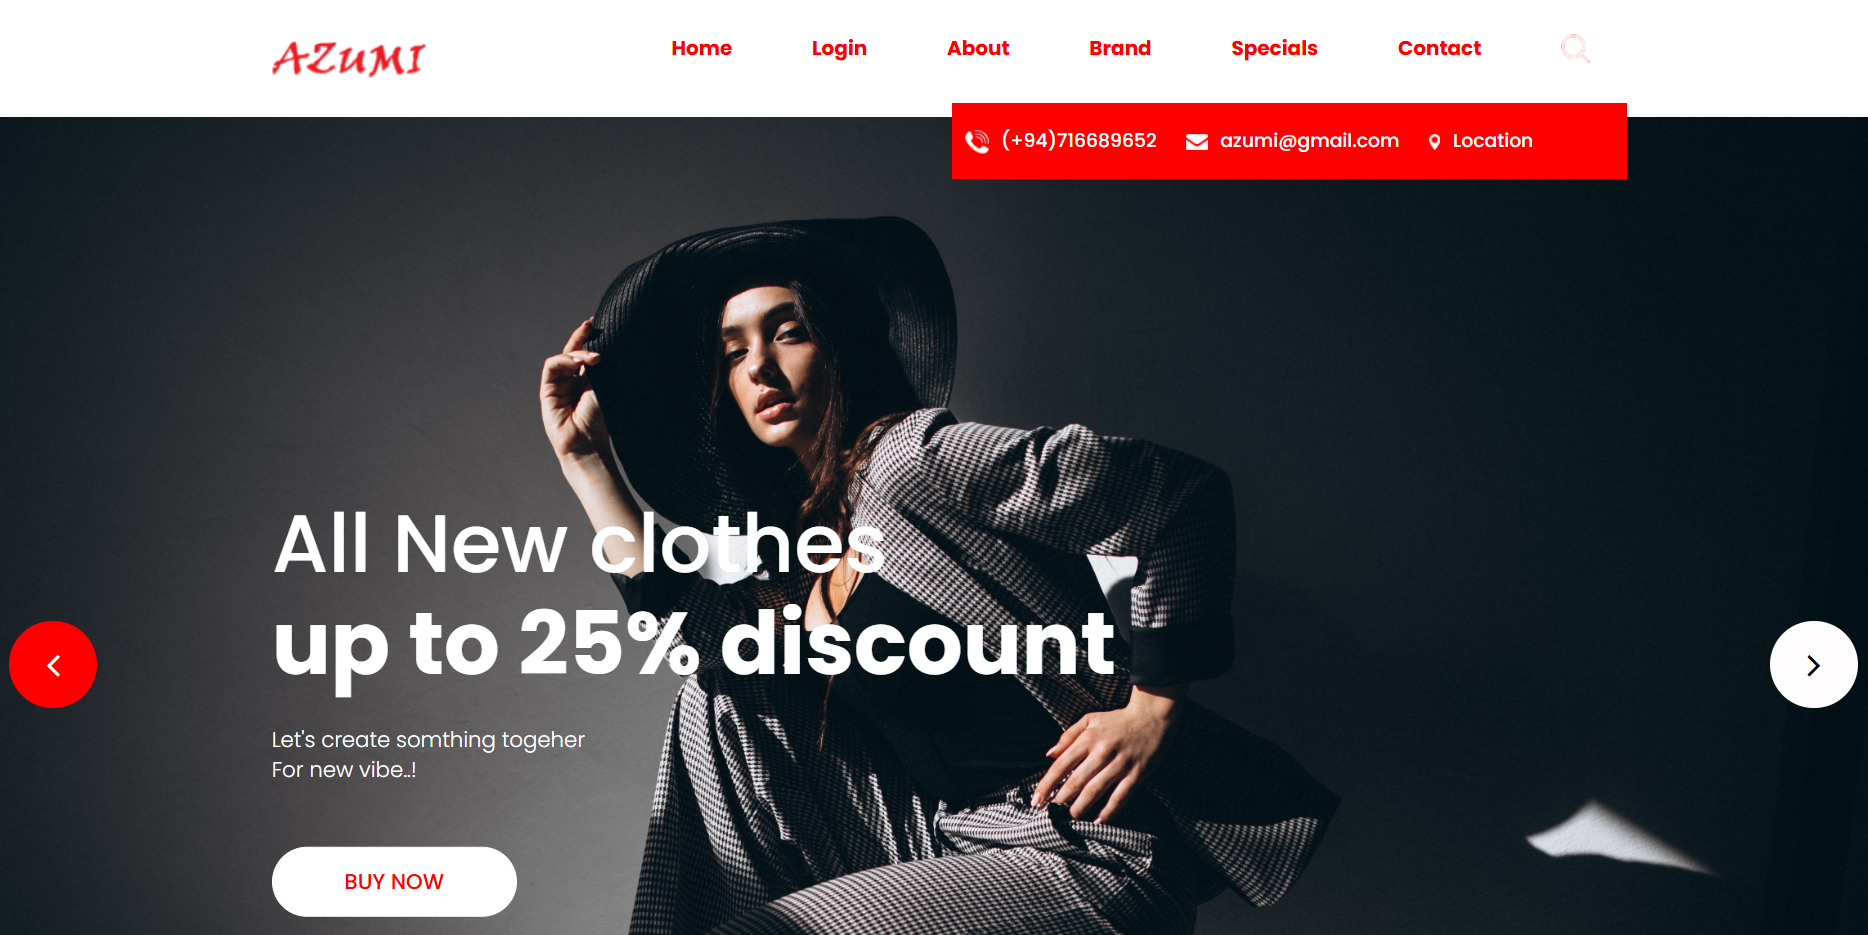 AZUMI
Home Login About Brand Specials Contact
(+94)716689652 azumi@gmail.com Location
All New clothes
up to 25% discount
Let's create somthing togeher
For new vibe..!
BUY NOW